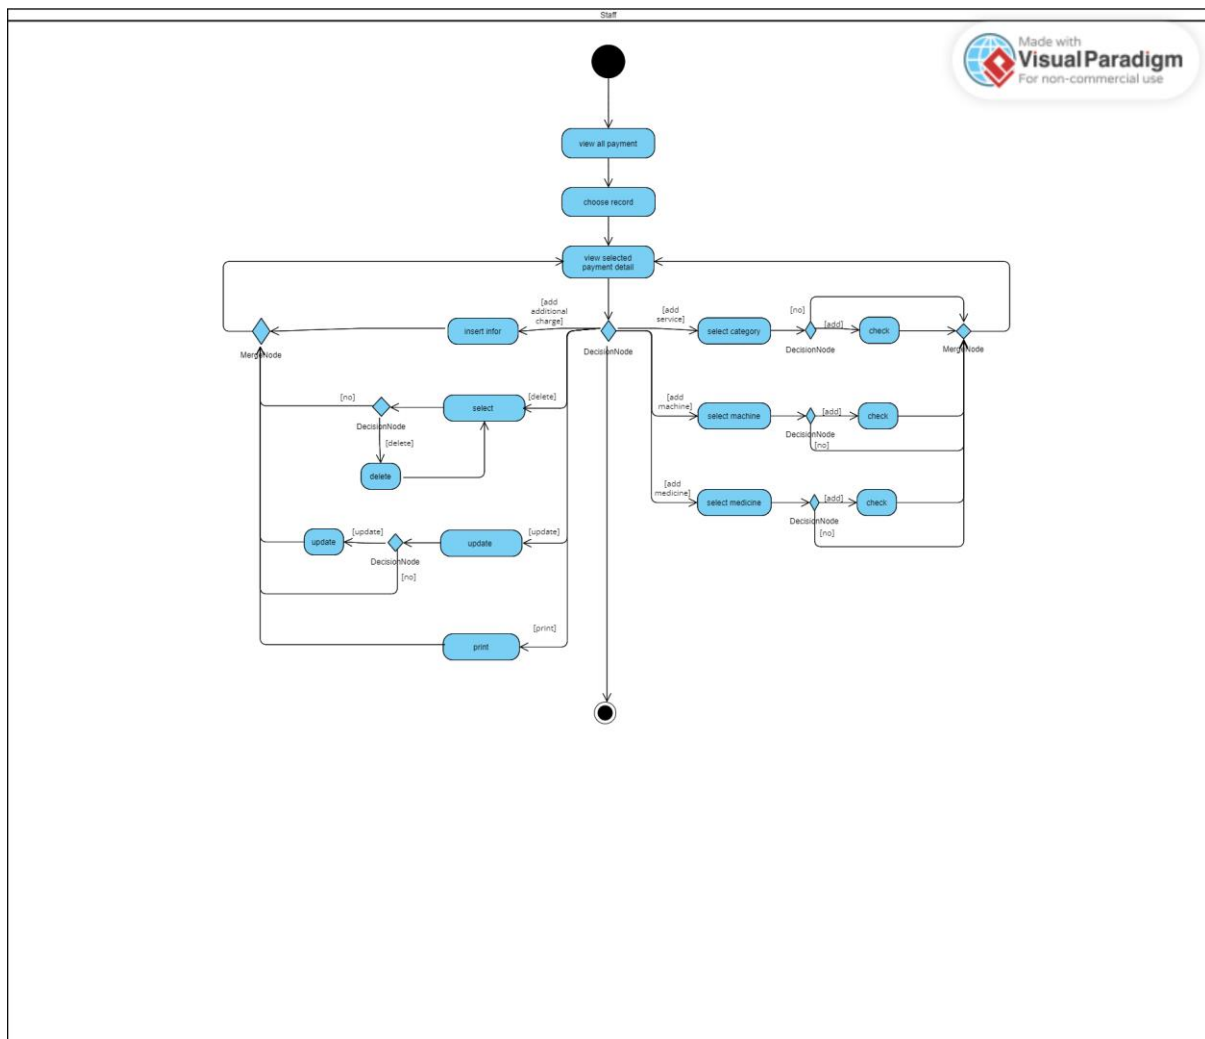 Staff
Made with
Visual Paradigm
For non-commercial use
view all payment
choose record
view selected
payment detail
[add
additional
charge]
[add
service]
[no]
insert infor
select category
[add]
check
MergeNode
DecisionNode
DecisionNode
MergeNode
[no]
select
[delete]
[add
machine]
select machine
[add]
check
DecisionNode
DecisionNode
[delete]
[no]
delete
[add
medicine]
select medicine
[add]
check
DecisionNode
[no]
update
[update]
update
[update]
DecisionNode
[no]
[print]
print